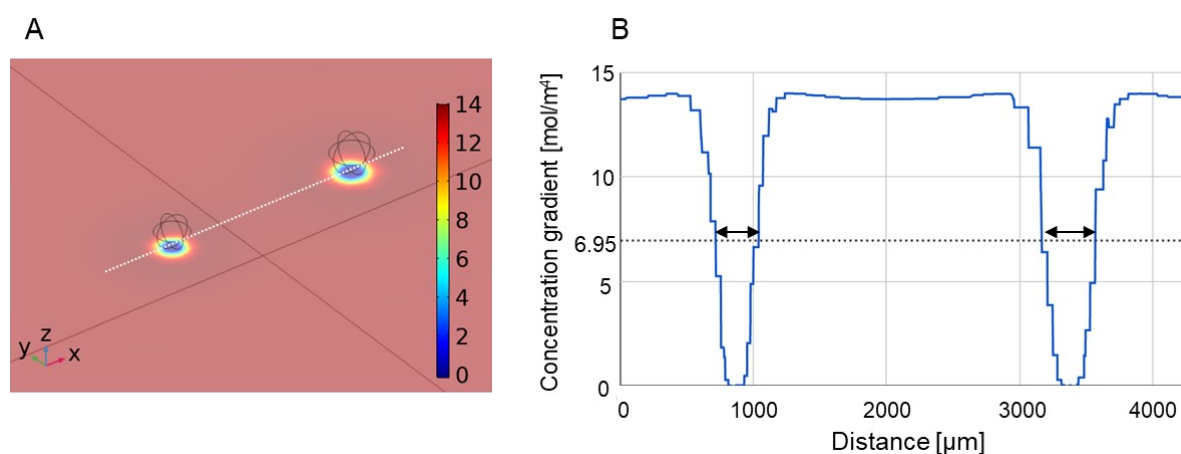 A
14
12
10
8
6
4
2
0
z
y
x
B
Concentration gradient [mol/m⁴]
15
10
6.95
5
0
0 1000 2000 3000 4000
Distance [µm]